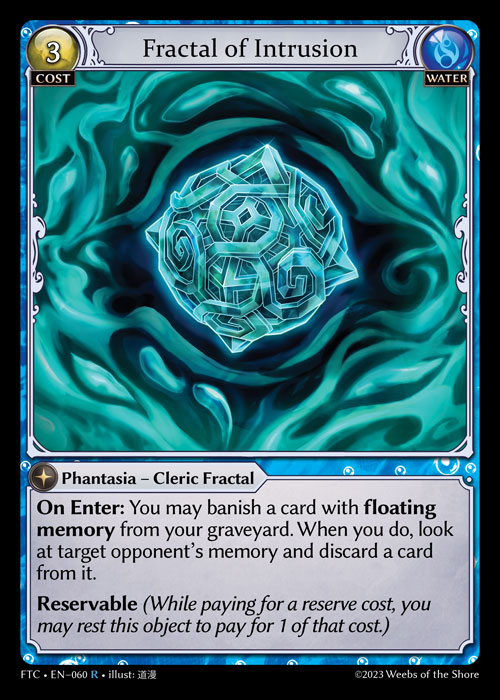 3
Fractal of Intrusion
COST
WATER
Phantasia – Cleric Fractal
On Enter: You may banish a card with floating
memory from your graveyard. When you do, look
at target opponent's memory and discard a card
from it.
Reservable (While paying for a reserve cost, you
may rest this object to pay for 1 of that cost.)
FTC • EN–060 R • illust: 道漫
©2023 Weebs of the Shore